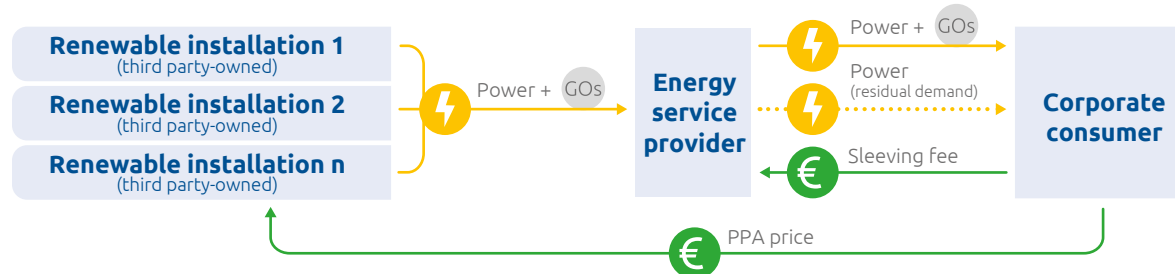 Renewable installation 1
(third party-owned)
Renewable installation 2
(third party-owned)
Renewable installation n
(third party-owned)
Power + GOs
Energy
service
provider
Power + GOs
Power
(residual demand)
€ Sleeving fee
Corporate
consumer
€ PPA price